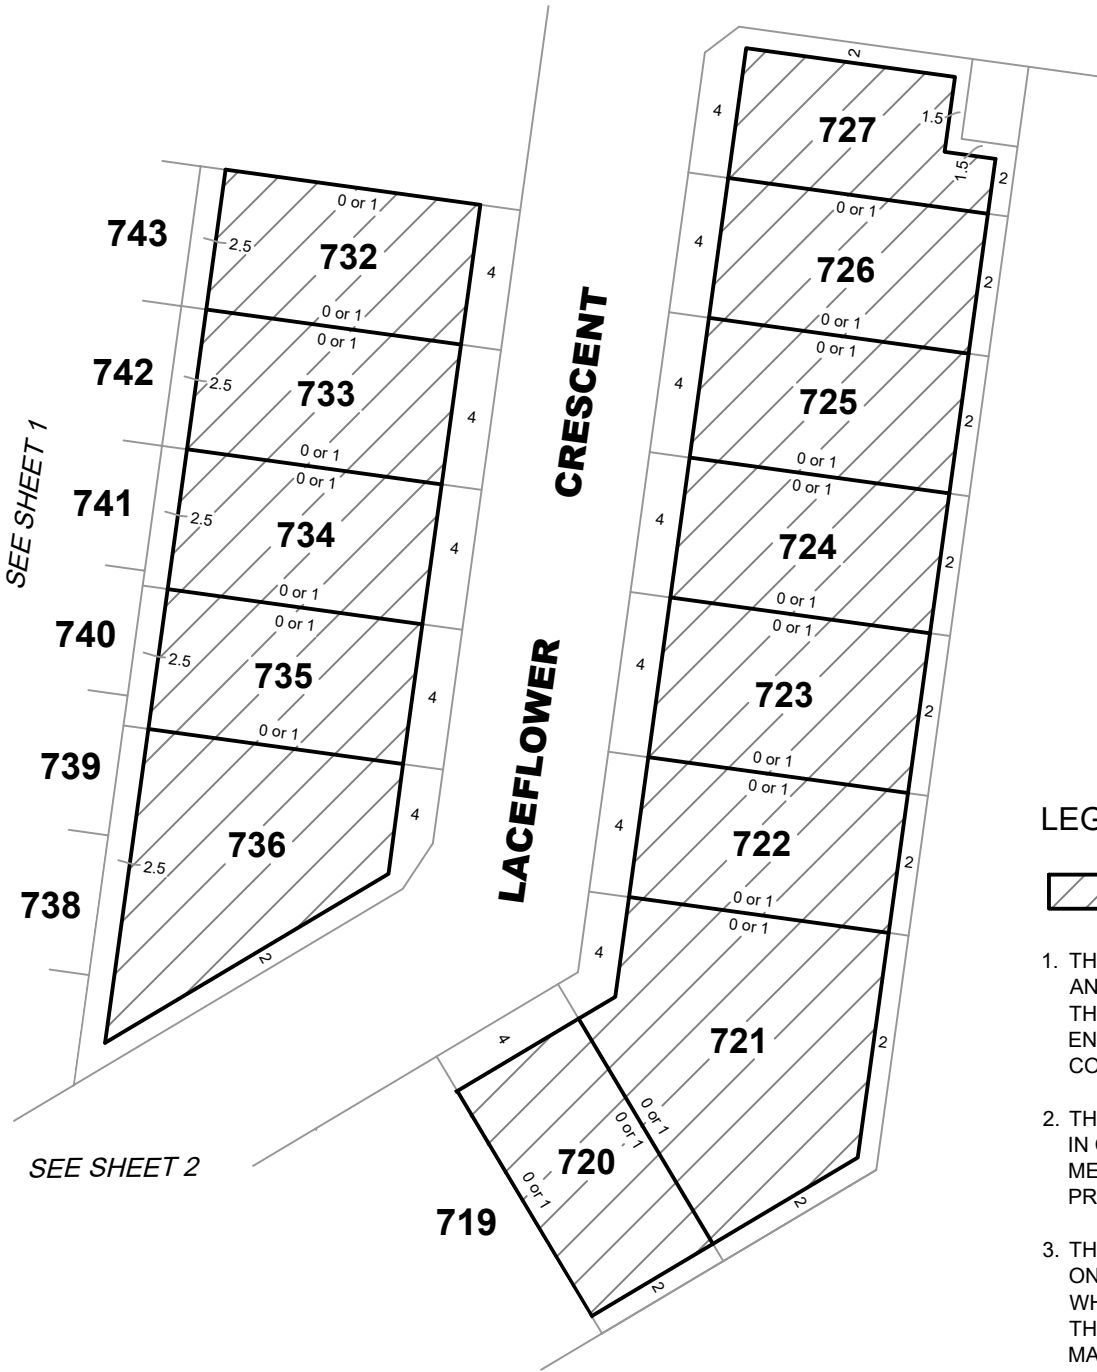 2
4
727
1.5
1.5
2
0 or 1
743
2.5
732
4
0 or 1
0 or 1
4
726
2
0 or 1
0 or 1
742
2.5
733
4
0 or 1
0 or 1
CRESCENT
4
725
2
0 or 1
0 or 1
SEE SHEET 1
741
2.5
734
4
0 or 1
0 or 1
4
724
2
0 or 1
0 or 1
740
2.5
735
4
0 or 1
LACEFLOWER
4
723
2
0 or 1
0 or 1
739
736
4
2.5
738
2
4
722
2
0 or 1
0 or 1
4
721
2
0 or 1
0 or 1
2
4
720
0 or 1
2
719
SEE SHEET 2
LEG
1. TH
AN
TH
EN
CO
2. TH
IN
ME
PR
3. TH
ON
WH
TH
MA